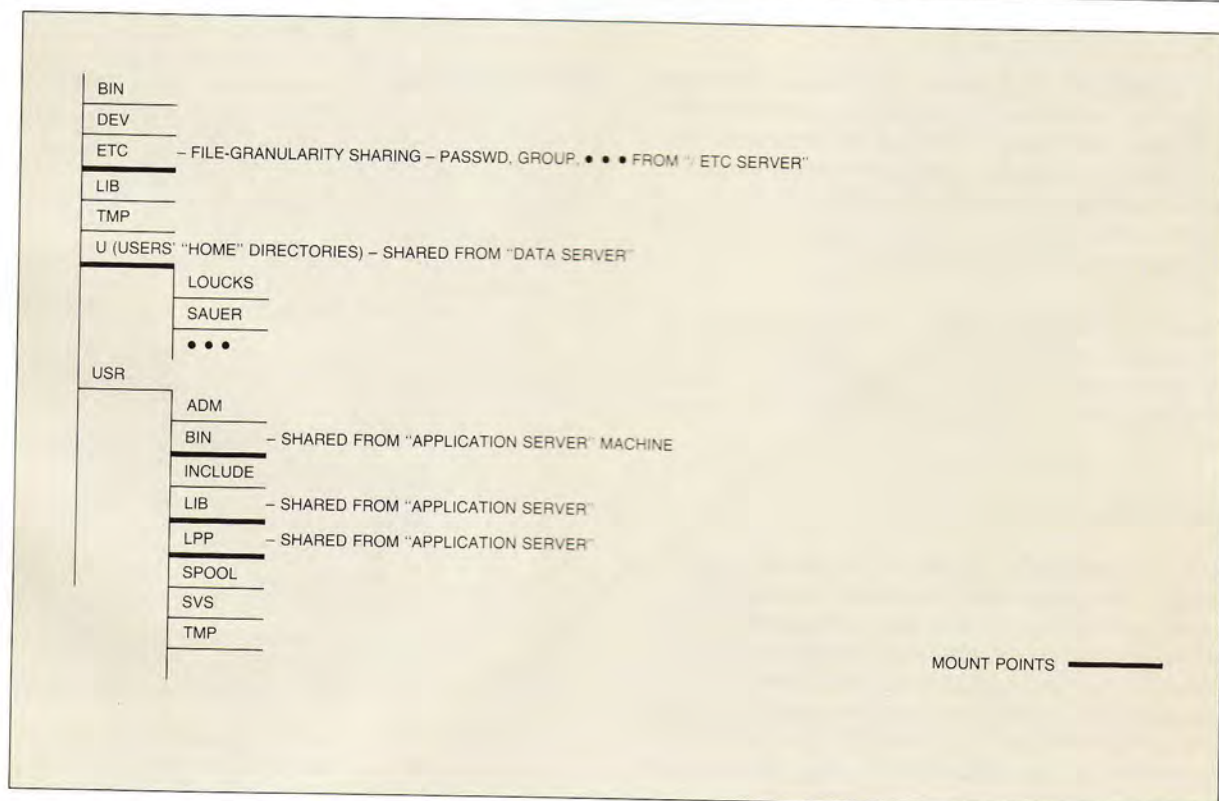 BIN
DEV
ETC – FILE-GRANULARITY SHARING – PASSWD, GROUP, ● ● ● FROM "/ ETC SERVER"
LIB
TMP
U (USERS' "HOME" DIRECTORIES) – SHARED FROM "DATA SERVER"
LOUCKS
SAUER
● ● ●
USR
ADM
BIN – SHARED FROM "APPLICATION SERVER" MACHINE
INCLUDE
LIB – SHARED FROM "APPLICATION SERVER"
LPP – SHARED FROM "APPLICATION SERVER"
SPOOL
SVS
TMP
MOUNT POINTS